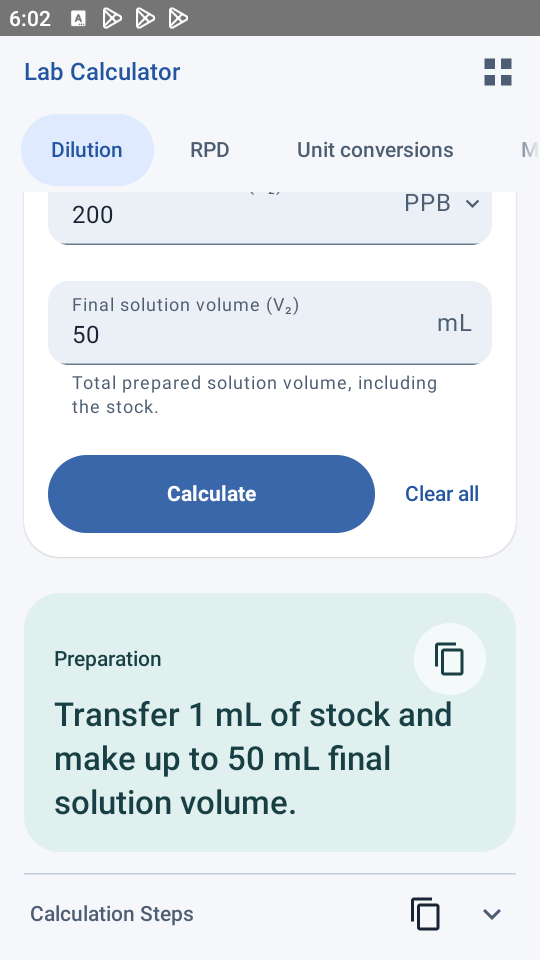 6:02
Lab Calculator
Dilution RPD Unit conversions
200 PPB
Final solution volume (V₂)
50 mL
Total prepared solution volume, including
the stock.
Calculate Clear all
Preparation
Transfer 1 mL of stock and
make up to 50 mL final
solution volume.
Calculation Steps